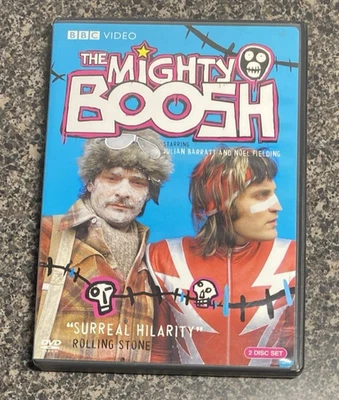 BBC VIDEO
THE MIGHTY
BOOSH
STARRING
JULIAN BARRATT AND NOEL FIELDING
"SURREAL HILARITY"
ROLLING STONE
DVD
2 DISC SET